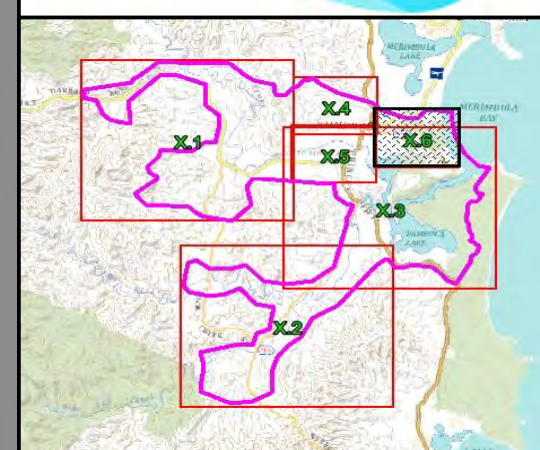 MERIMBULA
LAKE
MERIMBULA
BAY
X.4
X.1
X.6
X.5
X.3
PAMBULA
LAKE
X.2